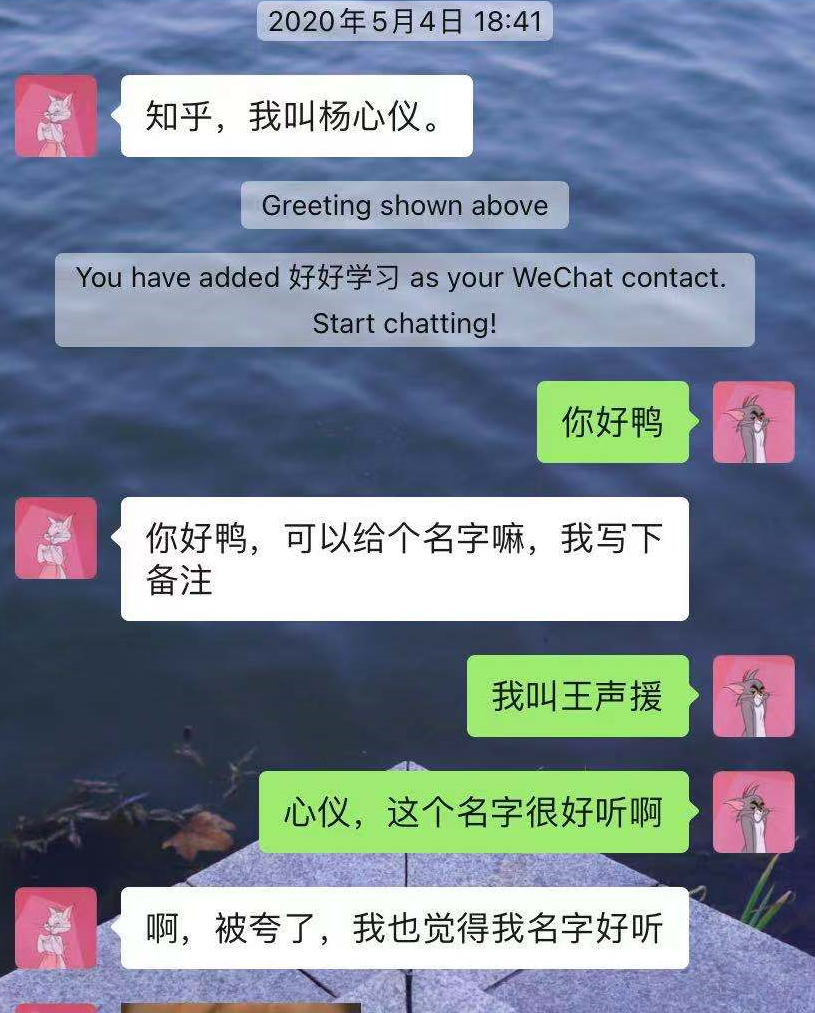 2020年5月4日 18:41
知乎，我叫杨心仪。
Greeting shown above
You have added 好好学习 as your WeChat contact.
Start chatting!
你好鸭
你好鸭，可以给个名字嘛，我写下
备注
我叫王声援
心仪，这个名字很好听啊
啊，被夸了，我也觉得我名字好听